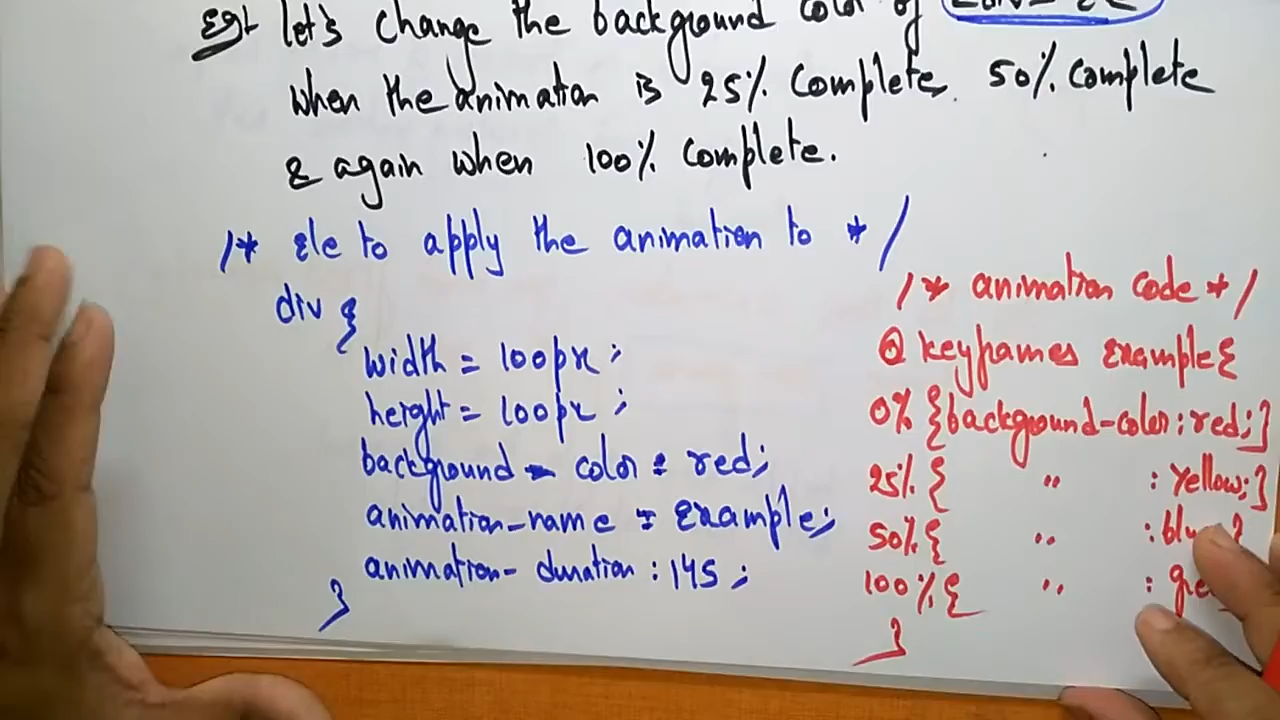 Eg:- let's change the background color of
when the animation is 25% complete, 50% complete
& again when 100% complete.
/* ele to apply the animation to */
div {
width = 100px ;
height = 100px ;
background - color : red;
animation-name : example;
animation- duration : 14s ;
}
/* animation code */
@ keyframes example{
0% {background-color: red;}
25% { " : yellow;}
50% { " : }
100% { " :
}